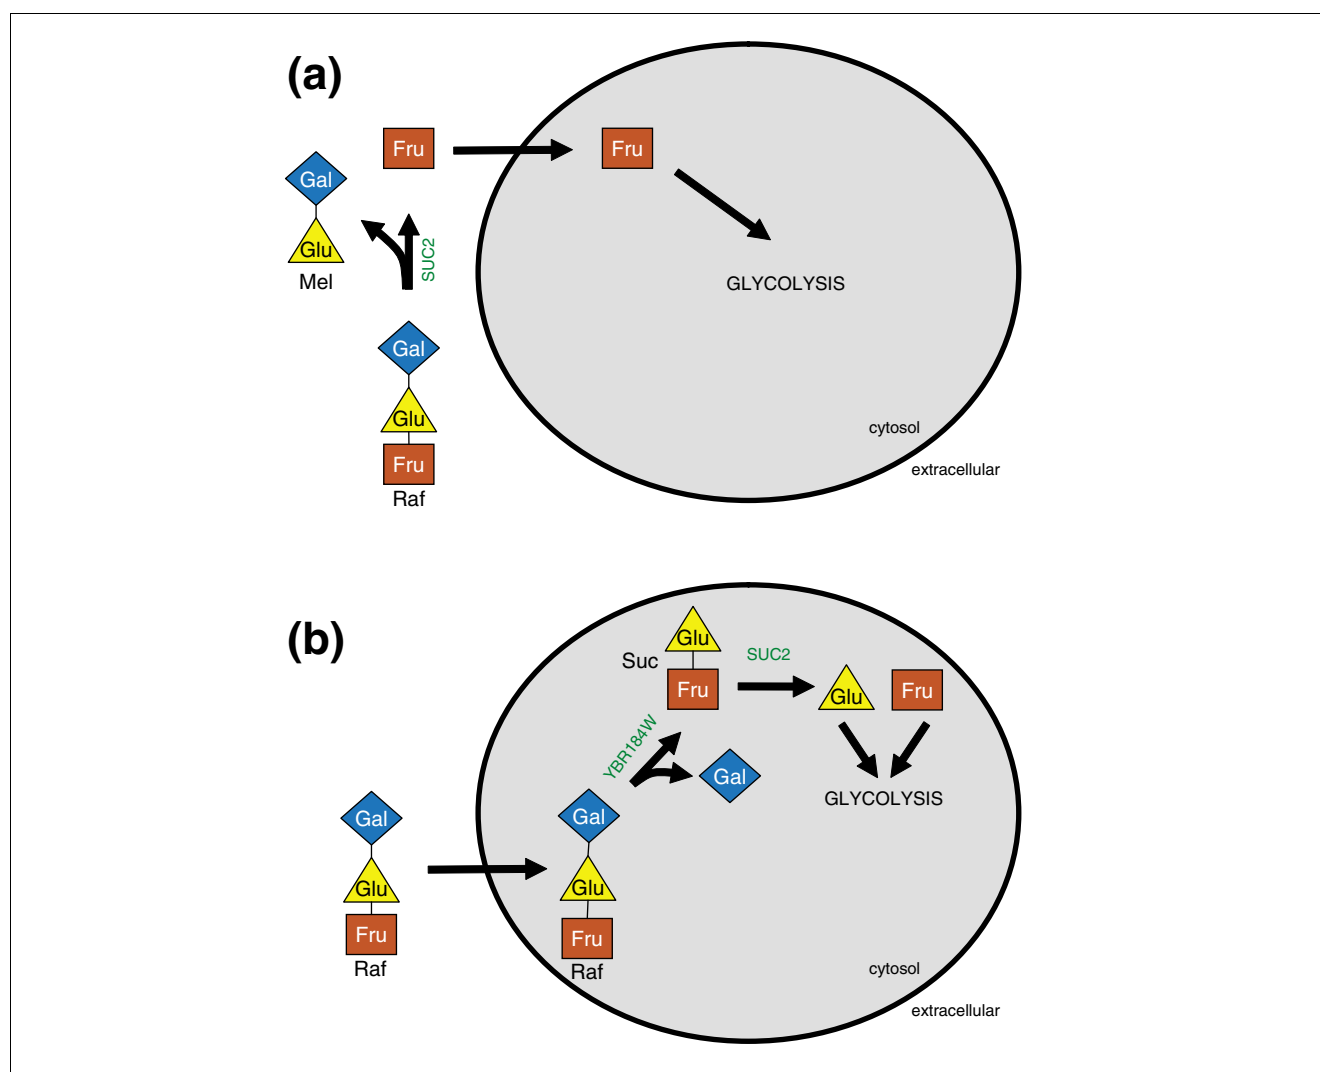 (a)
Fru
Fru
Gal
Glu
Mel
SUC2
GLYCOLYSIS
Gal
Glu
Fru
Raf
cytosol
extracellular
(b)
Glu
Suc
SUC2
Fru
Glu
Fru
YBR184W
Gal
GLYCOLYSIS
Gal
Glu
Fru
Raf
Gal
Glu
Fru
Raf
cytosol
extracellular